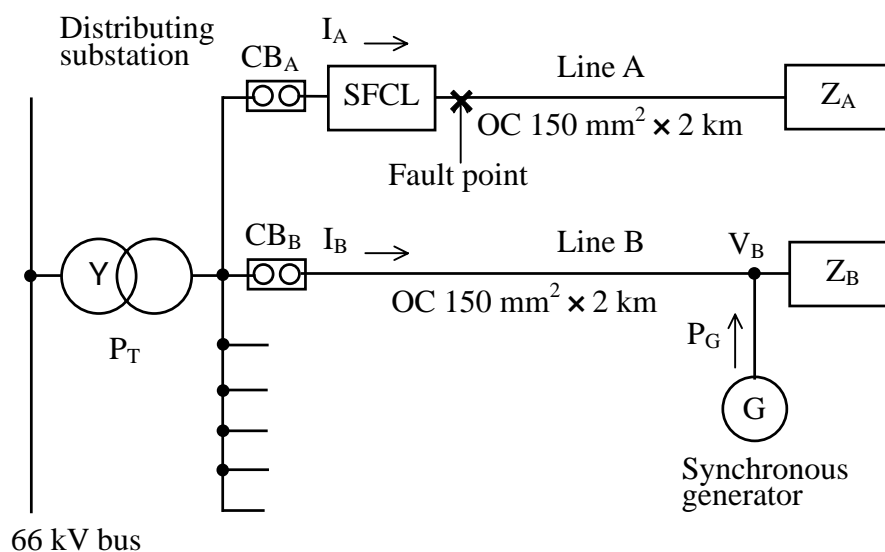 Distributing
substation
I_A
CB_A
SFCL
Line A
Z_A
OC 150 mm² × 2 km
Fault point
CB_B
I_B
Line B
V_B
Z_B
Y
OC 150 mm² × 2 km
P_T
P_G
G
Synchronous
generator
66 kV bus